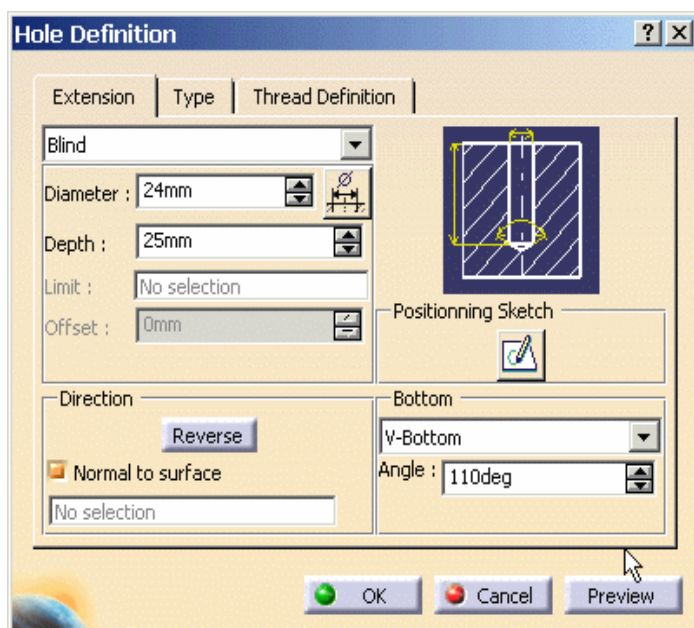 Hole Definition
Extension
Type
Thread Definition
Blind
Diameter : 24mm
Depth : 25mm
Limit : No selection
Offset : 0mm
Positionning Sketch
Direction
Reverse
Normal to surface
No selection
Bottom
V-Bottom
Angle : 110deg
OK
Cancel
Preview